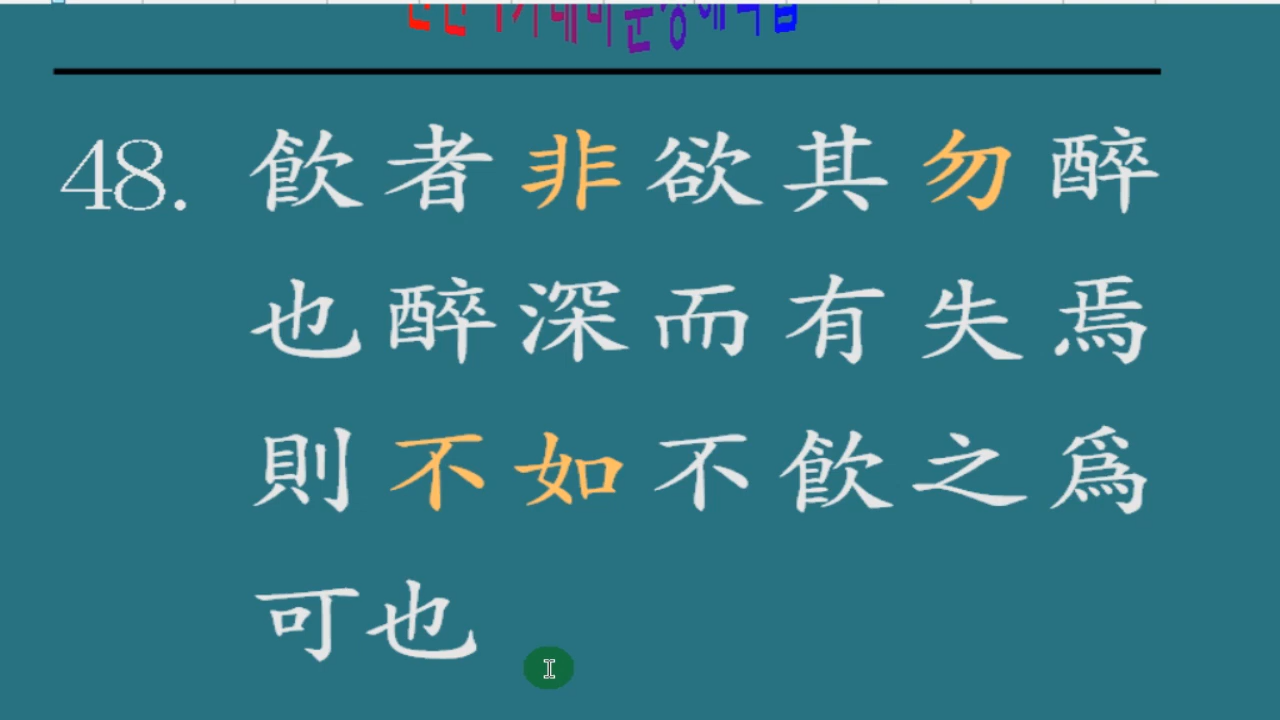 48. 飮者非欲其勿醉
也醉深而有失焉
則不如不飮之爲
可也